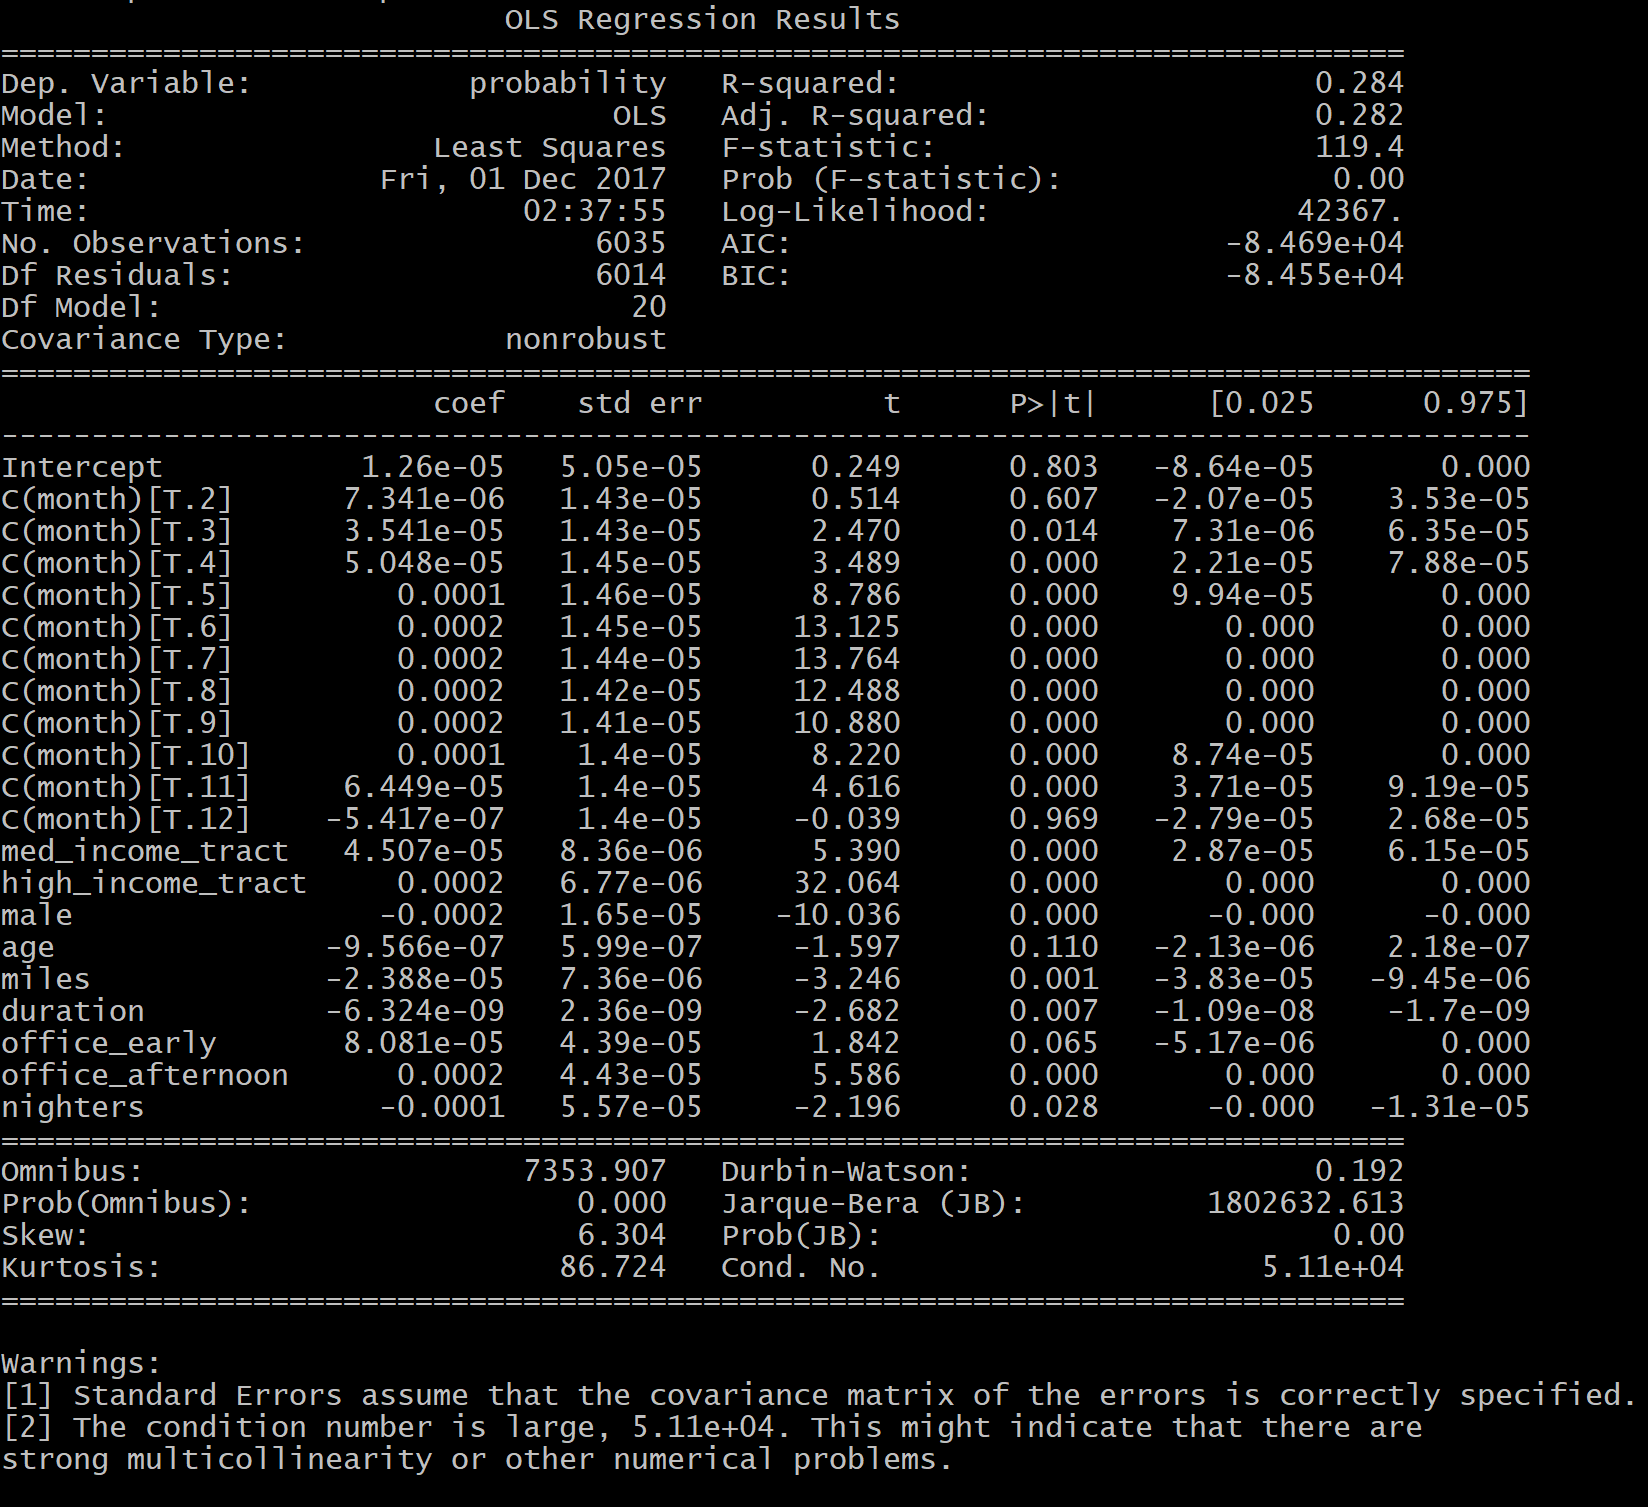 OLS Regression Results
==============================================================================
Dep. Variable: probability R-squared: 0.284
Model: OLS Adj. R-squared: 0.282
Method: Least Squares F-statistic: 119.4
Date: Fri, 01 Dec 2017 Prob (F-statistic): 0.00
Time: 02:37:55 Log-Likelihood: 42367.
No. Observations: 6035 AIC: -8.469e+04
Df Residuals: 6014 BIC: -8.455e+04
Df Model: 20
Covariance Type: nonrobust
=====================================================================================
coef std err t P>|t| [0.025 0.975]
-------------------------------------------------------------------------------------
Intercept 1.26e-05 5.05e-05 0.249 0.803 -8.64e-05 0.000
C(month)[T.2] 7.341e-06 1.43e-05 0.514 0.607 -2.07e-05 3.53e-05
C(month)[T.3] 3.541e-05 1.43e-05 2.470 0.014 7.31e-06 6.35e-05
C(month)[T.4] 5.048e-05 1.45e-05 3.489 0.000 2.21e-05 7.88e-05
C(month)[T.5] 0.0001 1.46e-05 8.786 0.000 9.94e-05 0.000
C(month)[T.6] 0.0002 1.45e-05 13.125 0.000 0.000 0.000
C(month)[T.7] 0.0002 1.44e-05 13.764 0.000 0.000 0.000
C(month)[T.8] 0.0002 1.42e-05 12.488 0.000 0.000 0.000
C(month)[T.9] 0.0002 1.41e-05 10.880 0.000 0.000 0.000
C(month)[T.10] 0.0001 1.4e-05 8.220 0.000 8.74e-05 0.000
C(month)[T.11] 6.449e-05 1.4e-05 4.616 0.000 3.71e-05 9.19e-05
C(month)[T.12] -5.417e-07 1.4e-05 -0.039 0.969 -2.79e-05 2.68e-05
med_income_tract 4.507e-05 8.36e-06 5.390 0.000 2.87e-05 6.15e-05
high_income_tract 0.0002 6.77e-06 32.064 0.000 0.000 0.000
male -0.0002 1.65e-05 -10.036 0.000 -0.000 -0.000
age -9.566e-07 5.99e-07 -1.597 0.110 -2.13e-06 2.18e-07
miles -2.388e-05 7.36e-06 -3.246 0.001 -3.83e-05 -9.45e-06
duration -6.324e-09 2.36e-09 -2.682 0.007 -1.09e-08 -1.7e-09
office_early 8.081e-05 4.39e-05 1.842 0.065 -5.17e-06 0.000
office_afternoon 0.0002 4.43e-05 5.586 0.000 0.000 0.000
nighters -0.0001 5.57e-05 -2.196 0.028 -0.000 -1.31e-05
==============================================================================
Omnibus: 7353.907 Durbin-Watson: 0.192
Prob(Omnibus): 0.000 Jarque-Bera (JB): 1802632.613
Skew: 6.304 Prob(JB): 0.00
Kurtosis: 86.724 Cond. No. 5.11e+04
==============================================================================
Warnings:
[1] Standard Errors assume that the covariance matrix of the errors is correctly specified.
[2] The condition number is large, 5.11e+04. This might indicate that there are
strong multicollinearity or other numerical problems.